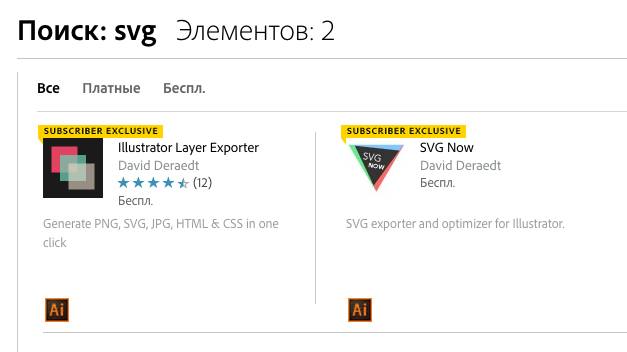 Поиск: svg Элементов: 2
Все Платные Беспл.
SUBSCRIBER EXCLUSIVE
Illustrator Layer Exporter
David Deraedt
(12)
Беспл.
Generate PNG, SVG, JPG, HTML & CSS in one
click
Ai
SUBSCRIBER EXCLUSIVE
SVG
NOW
SVG Now
David Deraedt
Беспл.
SVG exporter and optimizer for Illustrator.
Ai